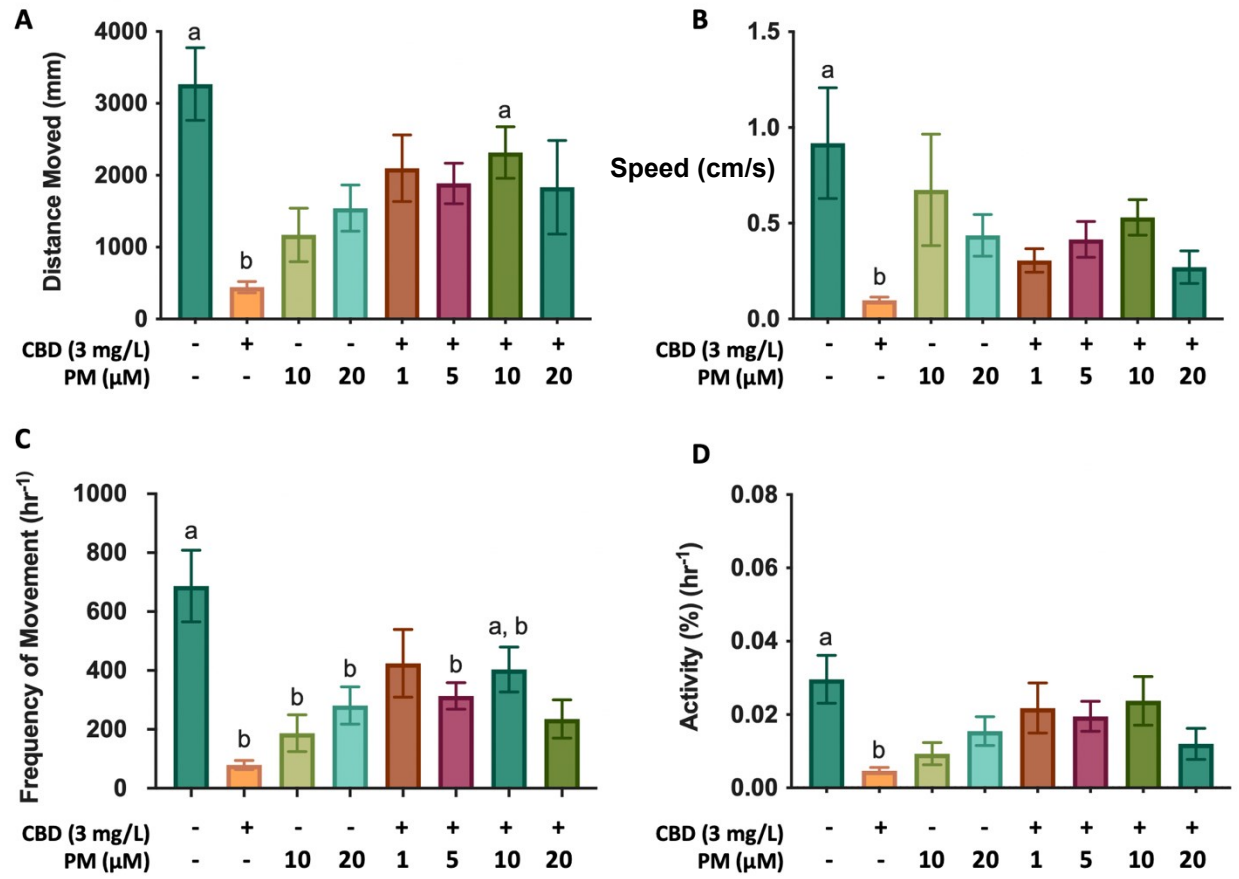 A
Distance Moved (mm)
4000
3000
2000
1000
0
a
b
a
CBD (3 mg/L) - + - - + + + +
PM (µM) - - 10 20 1 5 10 20
B
Speed (cm/s)
1.5
1.0
0.5
0.0
a
b
CBD (3 mg/L) - + - - + + + +
PM (µM) - - 10 20 1 5 10 20
C
Frequency of Movement (hr⁻¹)
1000
800
600
400
200
0
a
b
b
b
b
a, b
CBD (3 mg/L) - + - - + + + +
PM (µM) - - 10 20 1 5 10 20
D
Activity (%) (hr⁻¹)
0.08
0.06
0.04
0.02
0.00
a
b
CBD (3 mg/L) - + - - + + + +
PM (µM) - - 10 20 1 5 10 20